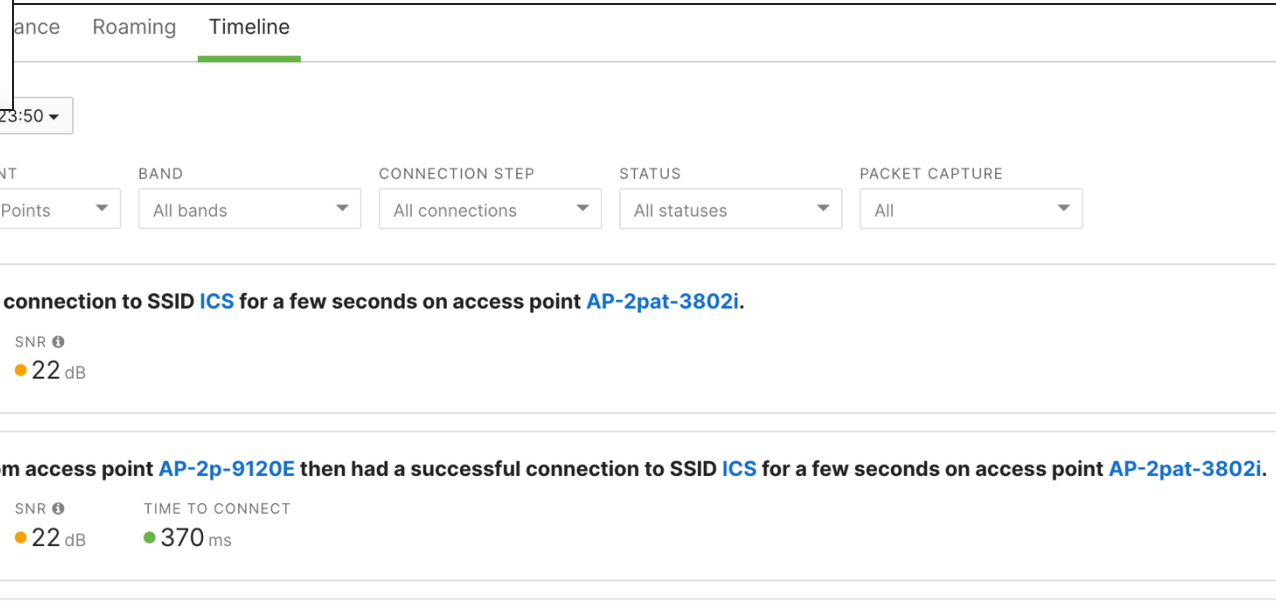 ance Roaming Timeline
23:50
NT BAND CONNECTION STEP STATUS PACKET CAPTURE
Points All bands All connections All statuses All
connection to SSID ICS for a few seconds on access point AP-2pat-3802i.
SNR
22 dB
om access point AP-2p-9120E then had a successful connection to SSID ICS for a few seconds on access point AP-2pat-3802i.
SNR TIME TO CONNECT
22 dB 370 ms